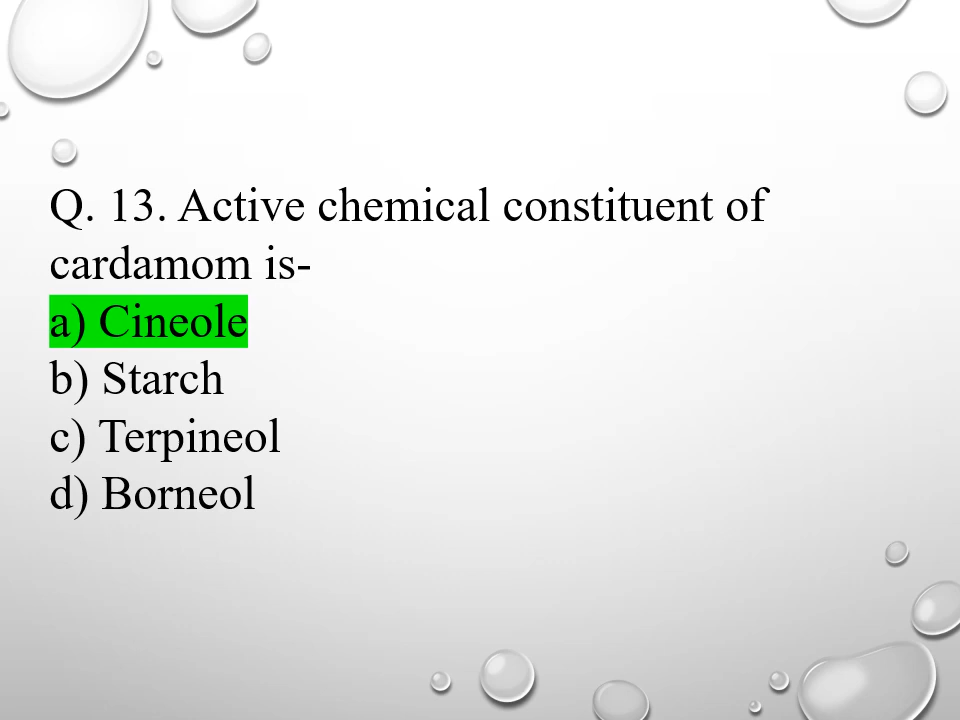 Q. 13. Active chemical constituent of
cardamom is-
a) Cineole
b) Starch
c) Terpineol
d) Borneol